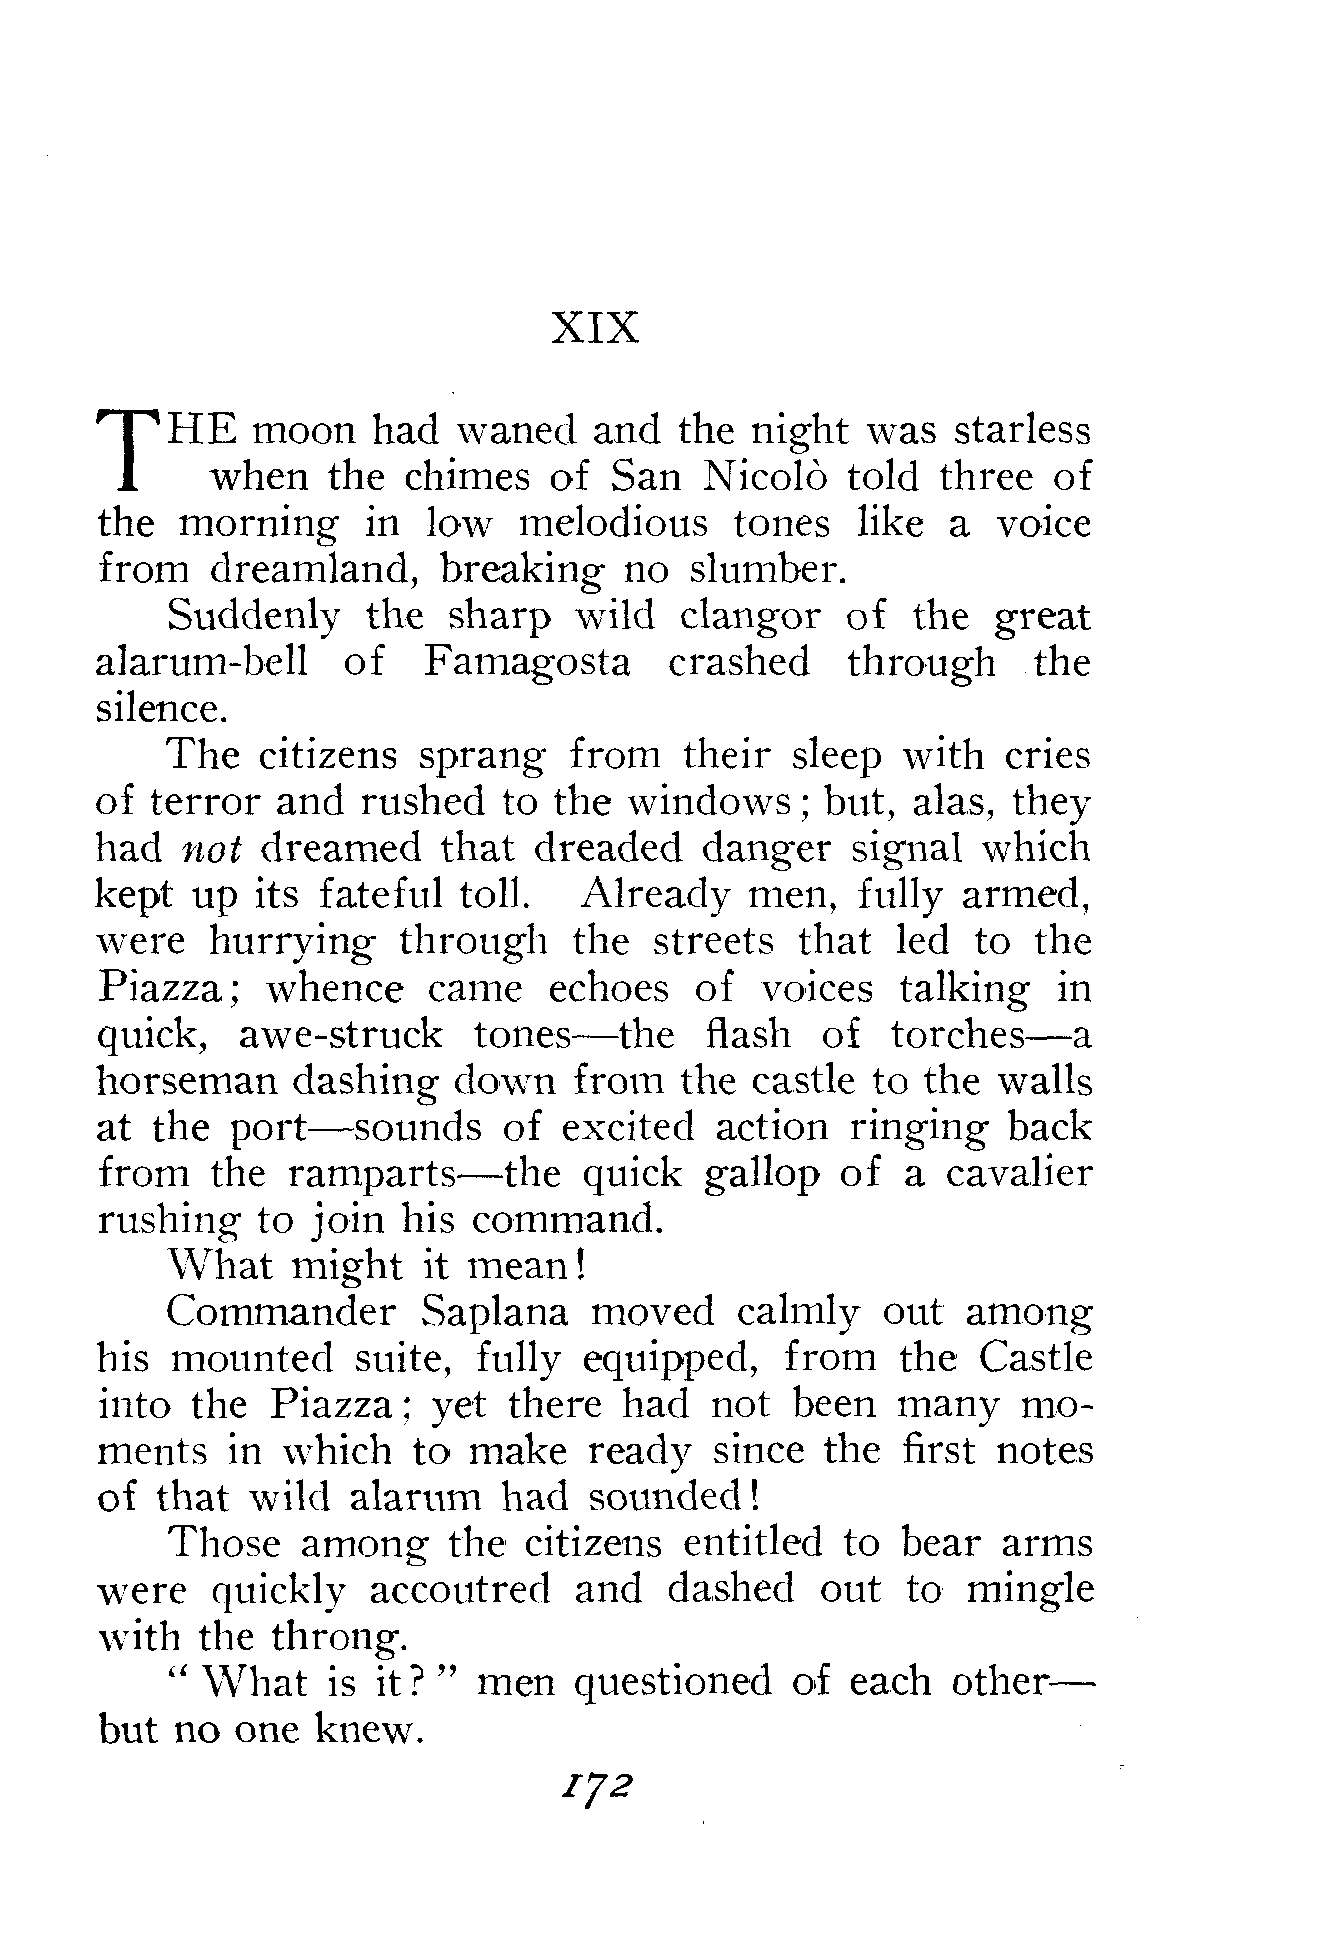 XIX
THE moon had waned and the night was starless
when the chimes of San Nicolò told three of
the morning in low melodious tones like a voice
from dreamland, breaking no slumber.
Suddenly the sharp wild clangor of the great
alarum-bell of Famagosta crashed through the
silence.
The citizens sprang from their sleep with cries
of terror and rushed to the windows; but, alas, they
had not dreamed that dreaded danger signal which
kept up its fateful toll. Already men, fully armed,
were hurrying through the streets that led to the
Piazza; whence came echoes of voices talking in
quick, awe-struck tones—the flash of torches—a
horseman dashing down from the castle to the walls
at the port—sounds of excited action ringing back
from the ramparts—the quick gallop of a cavalier
rushing to join his command.
What might it mean!
Commander Saplana moved calmly out among
his mounted suite, fully equipped, from the Castle
into the Piazza; yet there had not been many mo-
ments in which to make ready since the first notes
of that wild alarum had sounded!
Those among the citizens entitled to bear arms
were quickly accoutred and dashed out to mingle
with the throng.
" What is it? " men questioned of each other—
but no one knew.
172